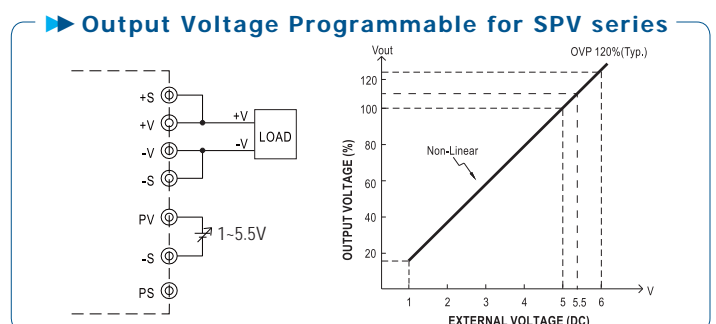 Output Voltage Programmable for SPV series
+S
+V
-V
-S
PV
-S
PS
+V
-V
LOAD
1~5.5V
Vout
OVP 120%(Typ.)
OUTPUT VOLTAGE (%)
120
100
80
60
40
20
Non-Linear
1 2 3 4 5 5.5 6
V
EXTERNAL VOLTAGE (DC)